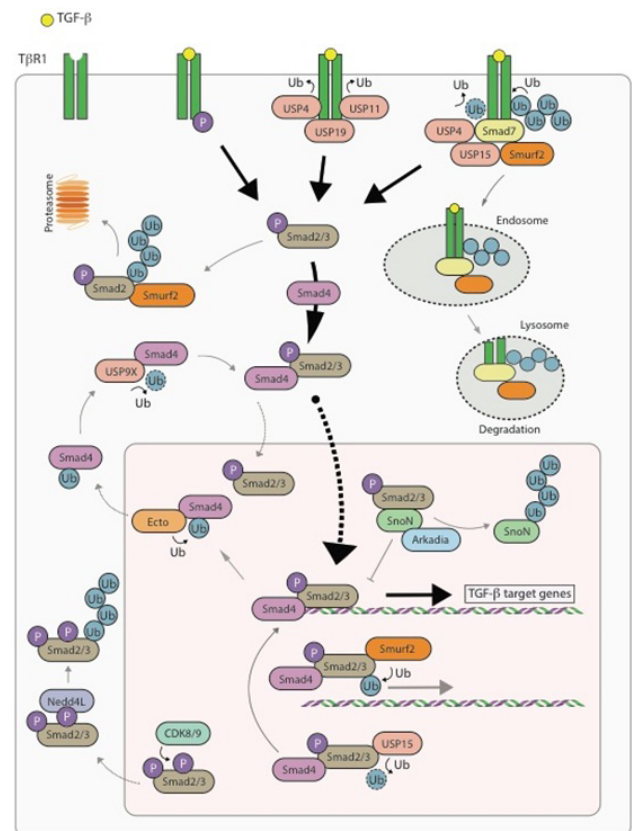 TGF-β
TβR1
P
Ub
Ub
USP4
USP11
USP19
Ub
Ub
Ub
Ub
Ub
Ub
Ub
Ub
USP4
Smad7
USP15
Smurf2
Proteasome
Ub
Ub
Ub
Ub
P
Smad2
Smurf2
P
Smad2/3
Endosome
Smad4
Lysosome
Degradation
Smad4
USP9X
Ub
Ub
P
Smad2/3
Smad4
Smad4
Ub
P
Smad2/3
Smad4
Ecto
Ub
Ub
P
Smad2/3
SnoN
Arkadia
Ub
Ub
Ub
Ub
SnoN
P
Smad2/3
Smad4
TGF-β target genes
Ub
Ub
Ub
Ub
P
P
Smad2/3
Smurf2
P
Smad2/3
Smad4
Ub
Ub
Nedd4L
P
P
Smad2/3
CDK8/9
P
P
Smad2/3
USP15
P
Smad2/3
Smad4
Ub
Ub